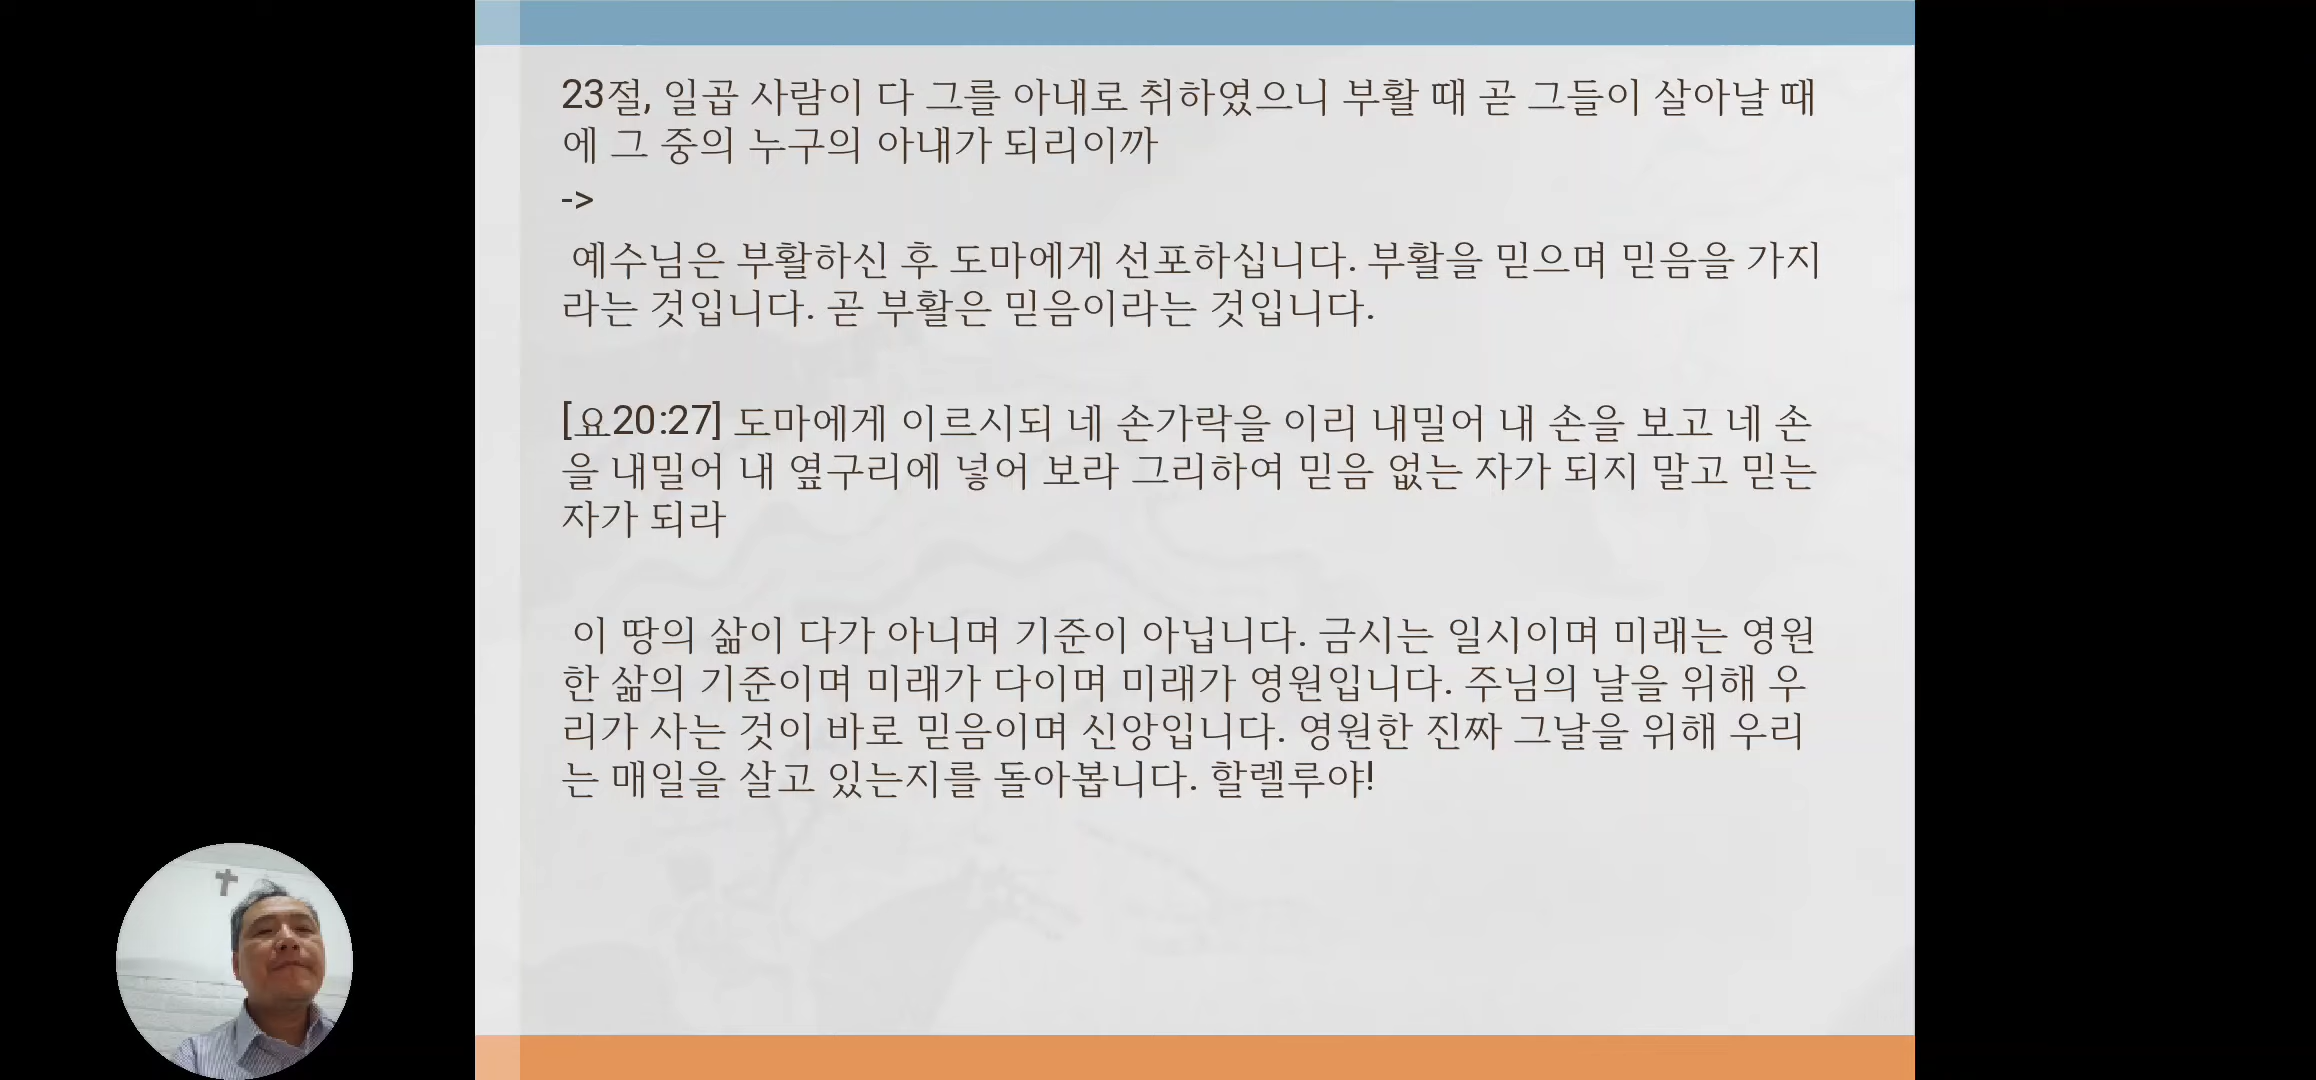 23절, 일곱 사람이 다 그를 아내로 취하였으니 부활 때 곧 그들이 살아날 때
에 그 중의 누구의 아내가 되리이까
->
예수님은 부활하신 후 도마에게 선포하십니다. 부활을 믿으며 믿음을 가지
라는 것입니다. 곧 부활은 믿음이라는 것입니다.
[요20:27] 도마에게 이르시되 네 손가락을 이리 내밀어 내 손을 보고 네 손
을 내밀어 내 옆구리에 넣어 보라 그리하여 믿음 없는 자가 되지 말고 믿는
자가 되라
이 땅의 삶이 다가 아니며 기준이 아닙니다. 금시는 일시이며 미래는 영원
한 삶의 기준이며 미래가 다이며 미래가 영원입니다. 주님의 날을 위해 우
리가 사는 것이 바로 믿음이며 신앙입니다. 영원한 진짜 그날을 위해 우리
는 매일을 살고 있는지를 돌아봅니다. 할렐루야!